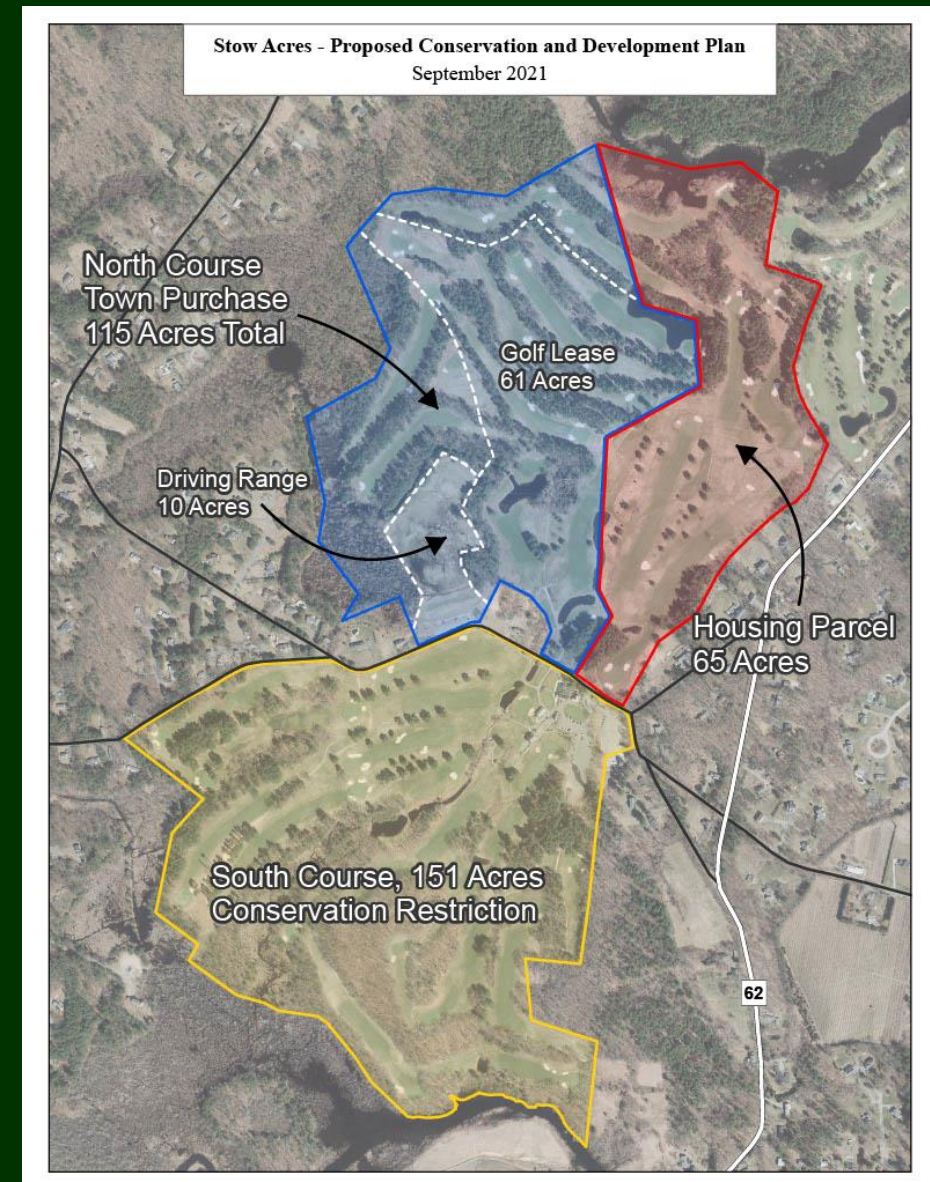 Stow Acres - Proposed Conservation and Development Plan
September 2021
North Course
Town Purchase
115 Acres Total
Golf Lease
61 Acres
Driving Range
10 Acres
Housing Parcel
65 Acres
South Course, 151 Acres
Conservation Restriction
62